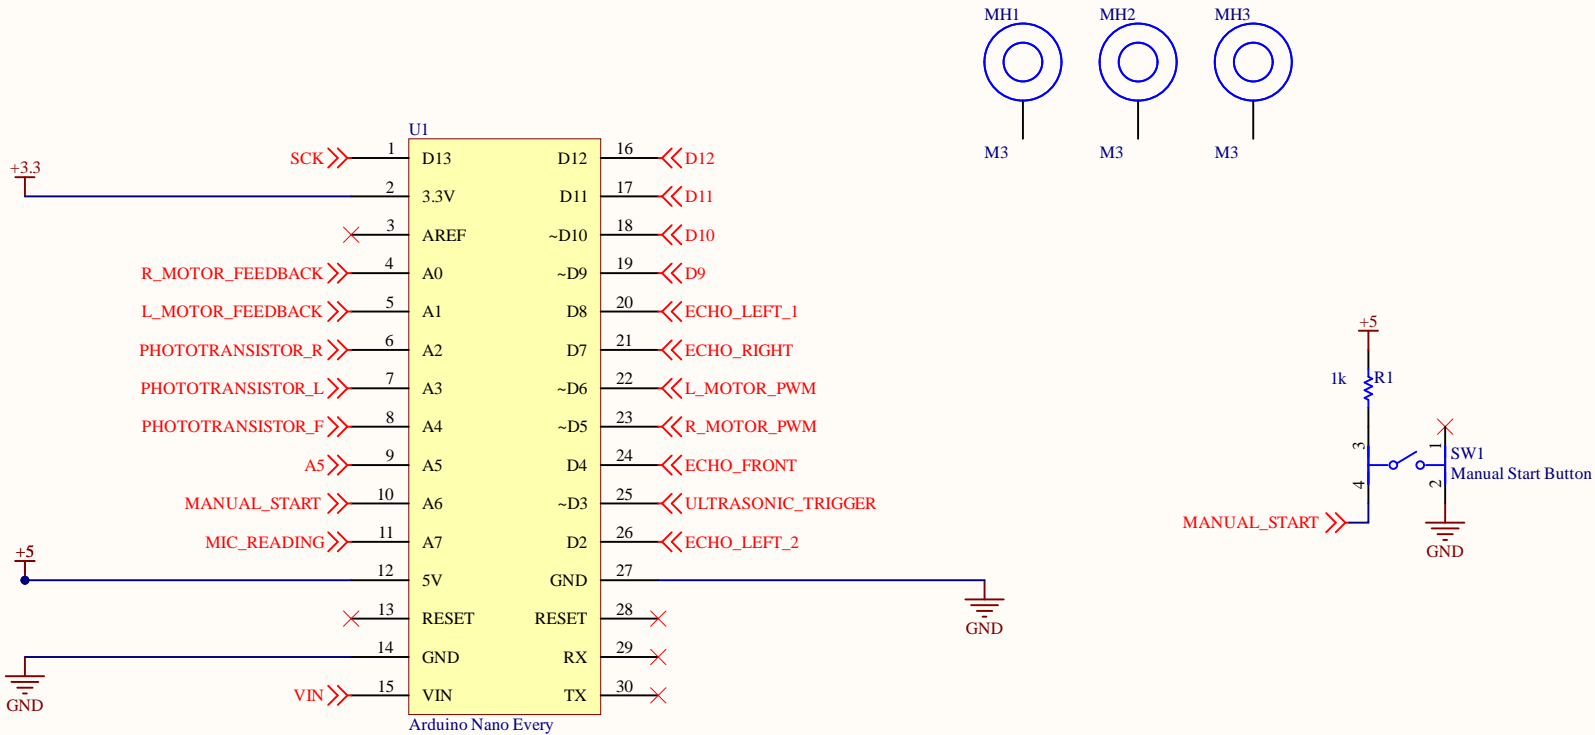 MH1 MH2 MH3
M3 M3 M3
U1
SCK 1 D13 D12 16 D12
+3.3
2 3.3V D11 17 D11
3 AREF ~D10 18 D10
R_MOTOR_FEEDBACK 4 A0 ~D9 19 D9
L_MOTOR_FEEDBACK 5 A1 D8 20 ECHO_LEFT_1
PHOTOTRANSISTOR_R 6 A2 D7 21 ECHO_RIGHT
PHOTOTRANSISTOR_L 7 A3 ~D6 22 L_MOTOR_PWM
PHOTOTRANSISTOR_F 8 A4 ~D5 23 R_MOTOR_PWM
A5 9 A5 D4 24 ECHO_FRONT
MANUAL_START 10 A6 ~D3 25 ULTRASONIC_TRIGGER
MIC_READING 11 A7 D2 26 ECHO_LEFT_2
+5
12 5V GND 27
13 RESET RESET 28
GND
14 GND RX 29
GND
VIN 15 VIN TX 30
Arduino Nano Every
+5
1k R1
3 1
SW1
Manual Start Button
4 2
MANUAL_START
GND